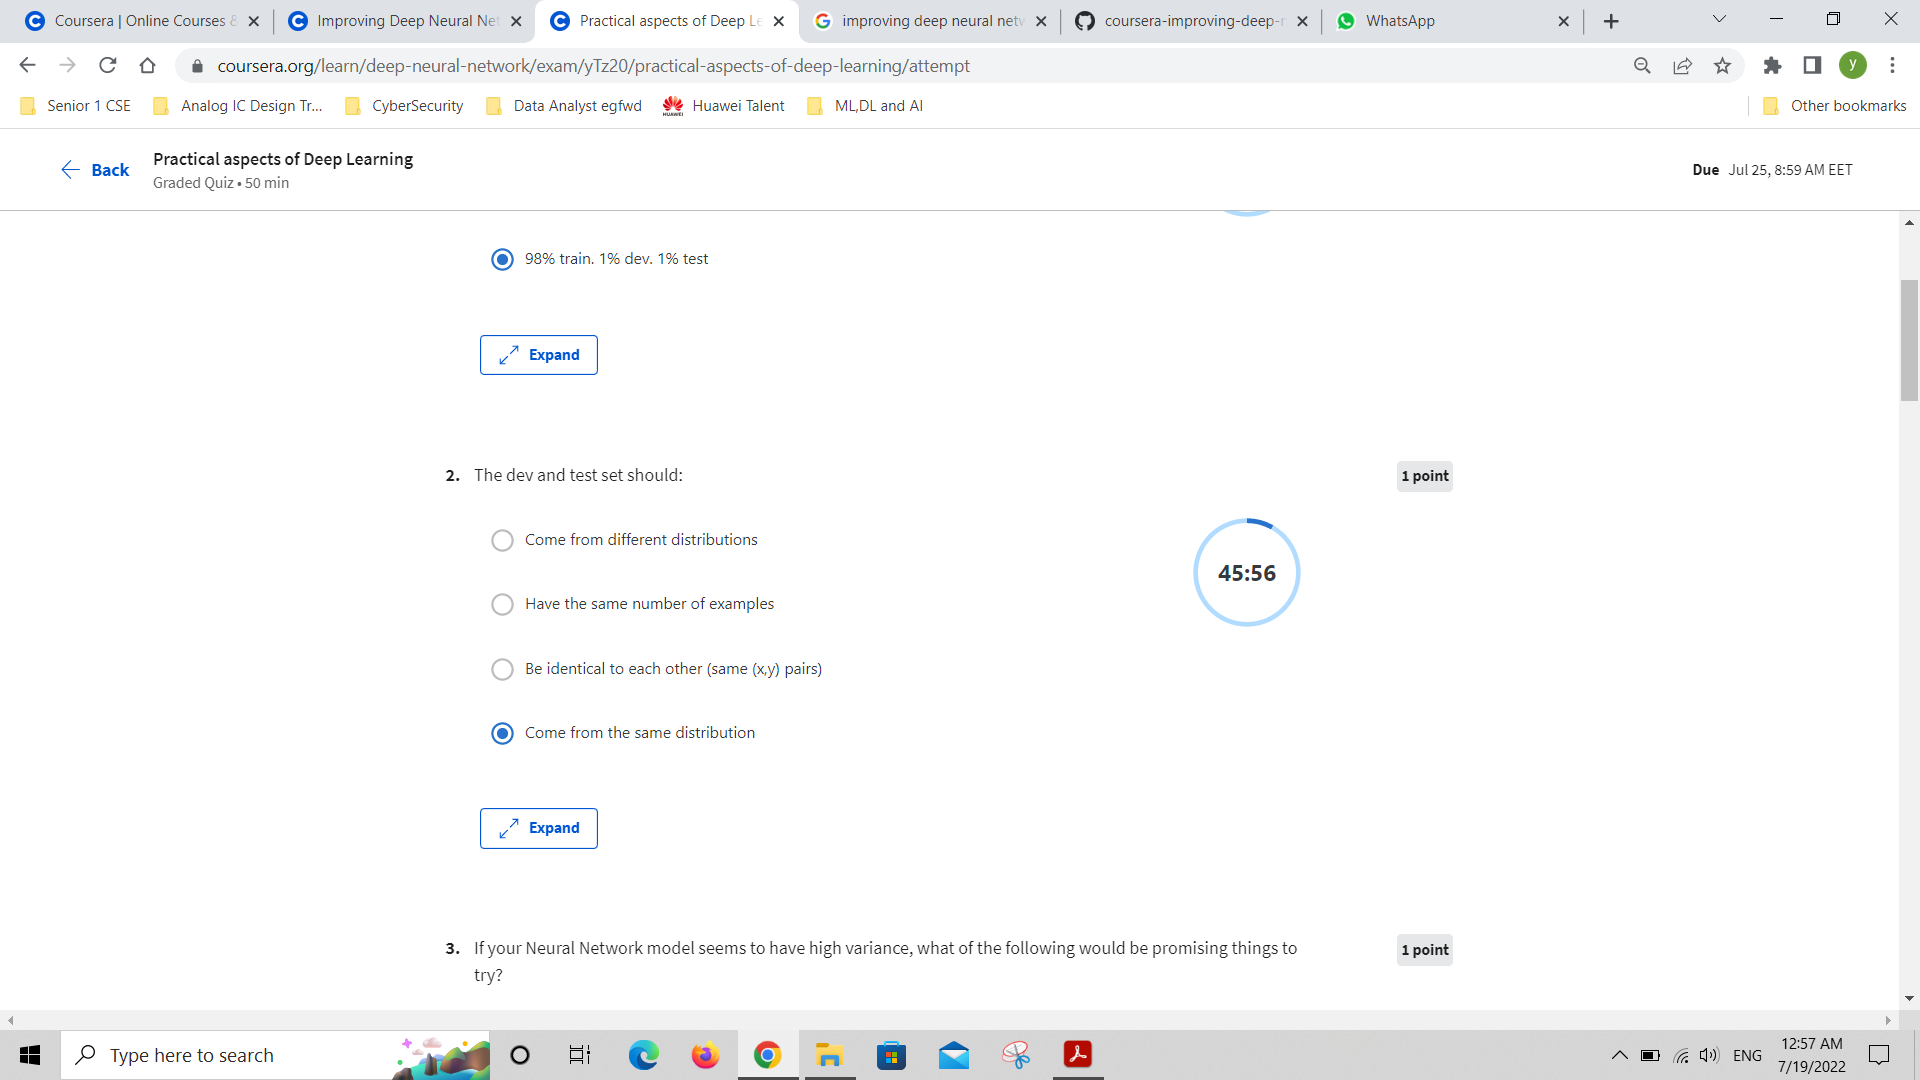 Coursera | Online Courses &
Improving Deep Neural Net
Practical aspects of Deep Le
improving deep neural netw
coursera-improving-deep-n
WhatsApp
coursera.org/learn/deep-neural-network/exam/yTz20/practical-aspects-of-deep-learning/attempt
y
Senior 1 CSE
Analog IC Design Tr...
CyberSecurity
Data Analyst egfwd
HUAWEI
Huawei Talent
ML,DL and AI
Other bookmarks
Back
Practical aspects of Deep Learning
Graded Quiz • 50 min
Due Jul 25, 8:59 AM EET
98% train. 1% dev. 1% test
Expand
2. The dev and test set should:
1 point
Come from different distributions
45:56
Have the same number of examples
Be identical to each other (same (x,y) pairs)
Come from the same distribution
Expand
3. If your Neural Network model seems to have high variance, what of the following would be promising things to
try?
1 point
Type here to search
ENG
12:57 AM
7/19/2022